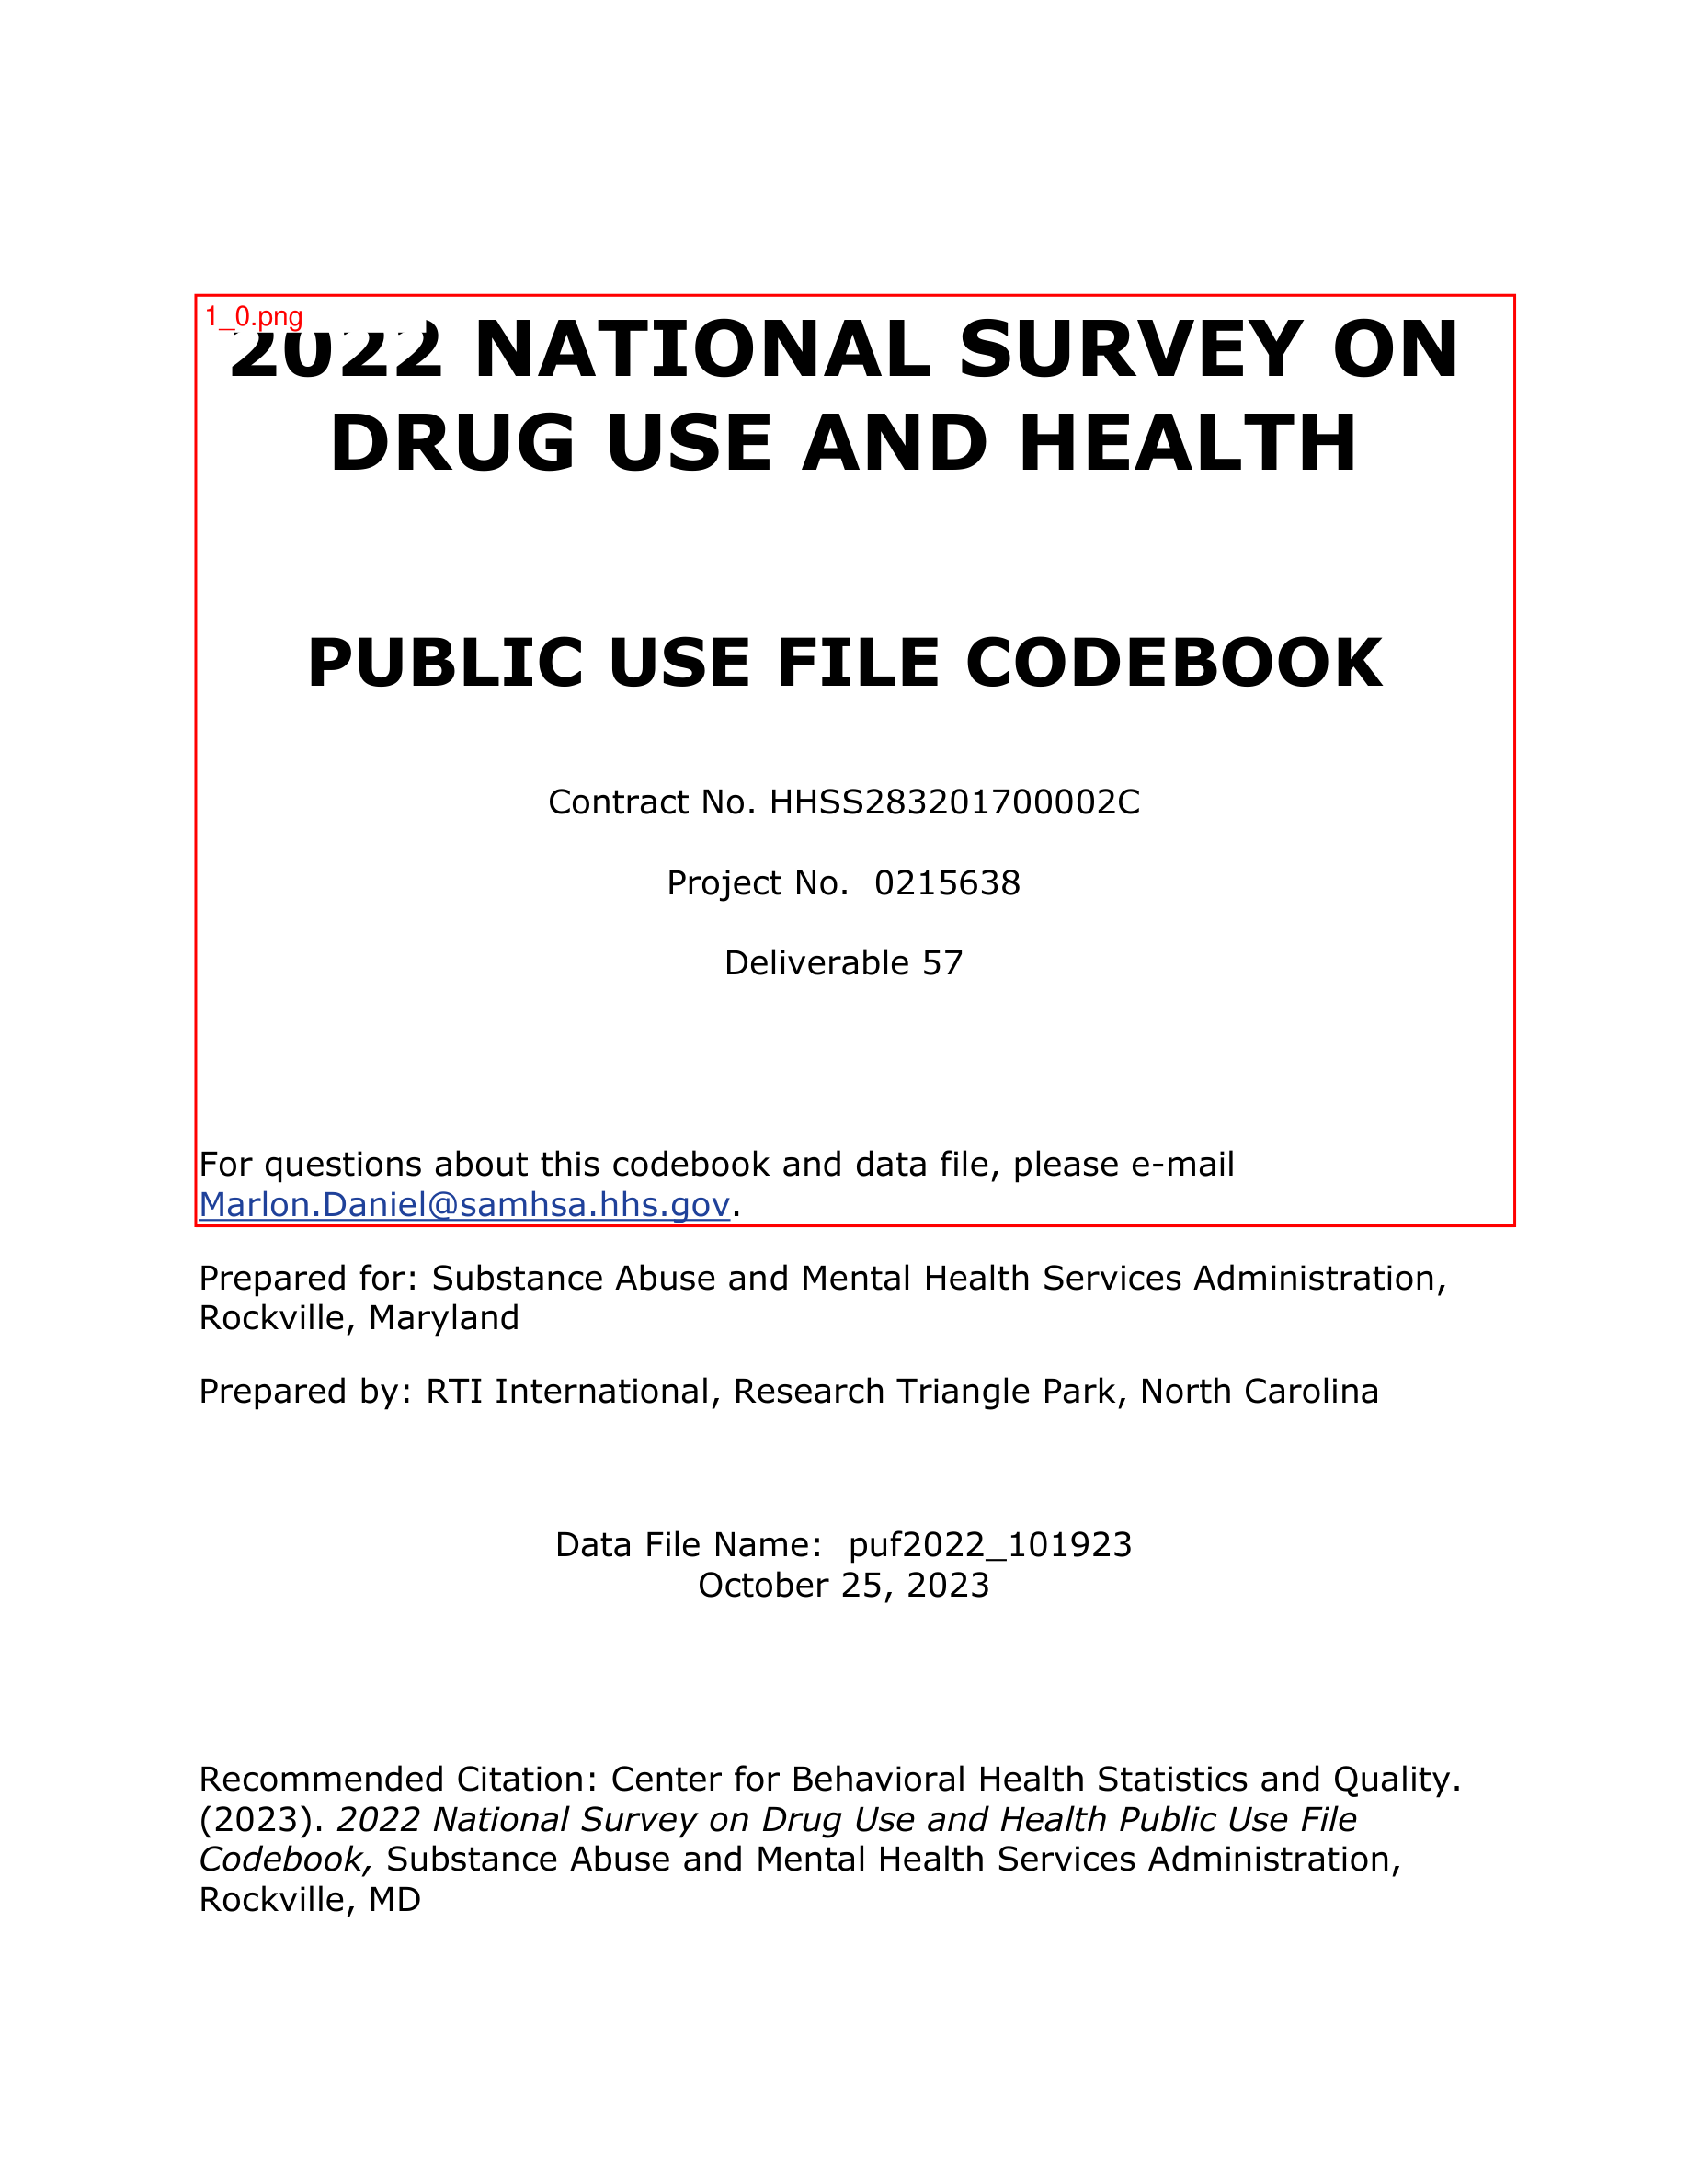 1_0.png
2022 NATIONAL SURVEY ON
DRUG USE AND HEALTH
PUBLIC USE FILE CODEBOOK
Contract No. HHSS283201700002C
Project No.  0215638
Deliverable 57
For questions about this codebook and data file, please e-mail
Marlon.Daniel@samhsa.hhs.gov.
Prepared for: Substance Abuse and Mental Health Services Administration,
Rockville, Maryland
Prepared by: RTI International, Research Triangle Park, North Carolina
Data File Name:  puf2022_101923
October 25, 2023
Recommended Citation: Center for Behavioral Health Statistics and Quality.
(2023). 2022 National Survey on Drug Use and Health Public Use File
Codebook, Substance Abuse and Mental Health Services Administration,
Rockville, MD